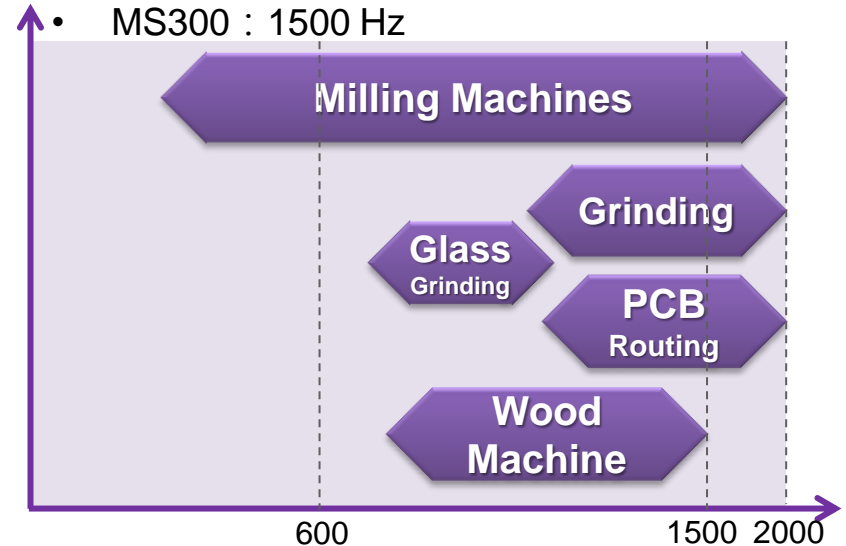 • MS300：1500 Hz
Milling Machines
Grinding
Glass
Grinding
PCB
Routing
Wood
Machine
600
1500
2000